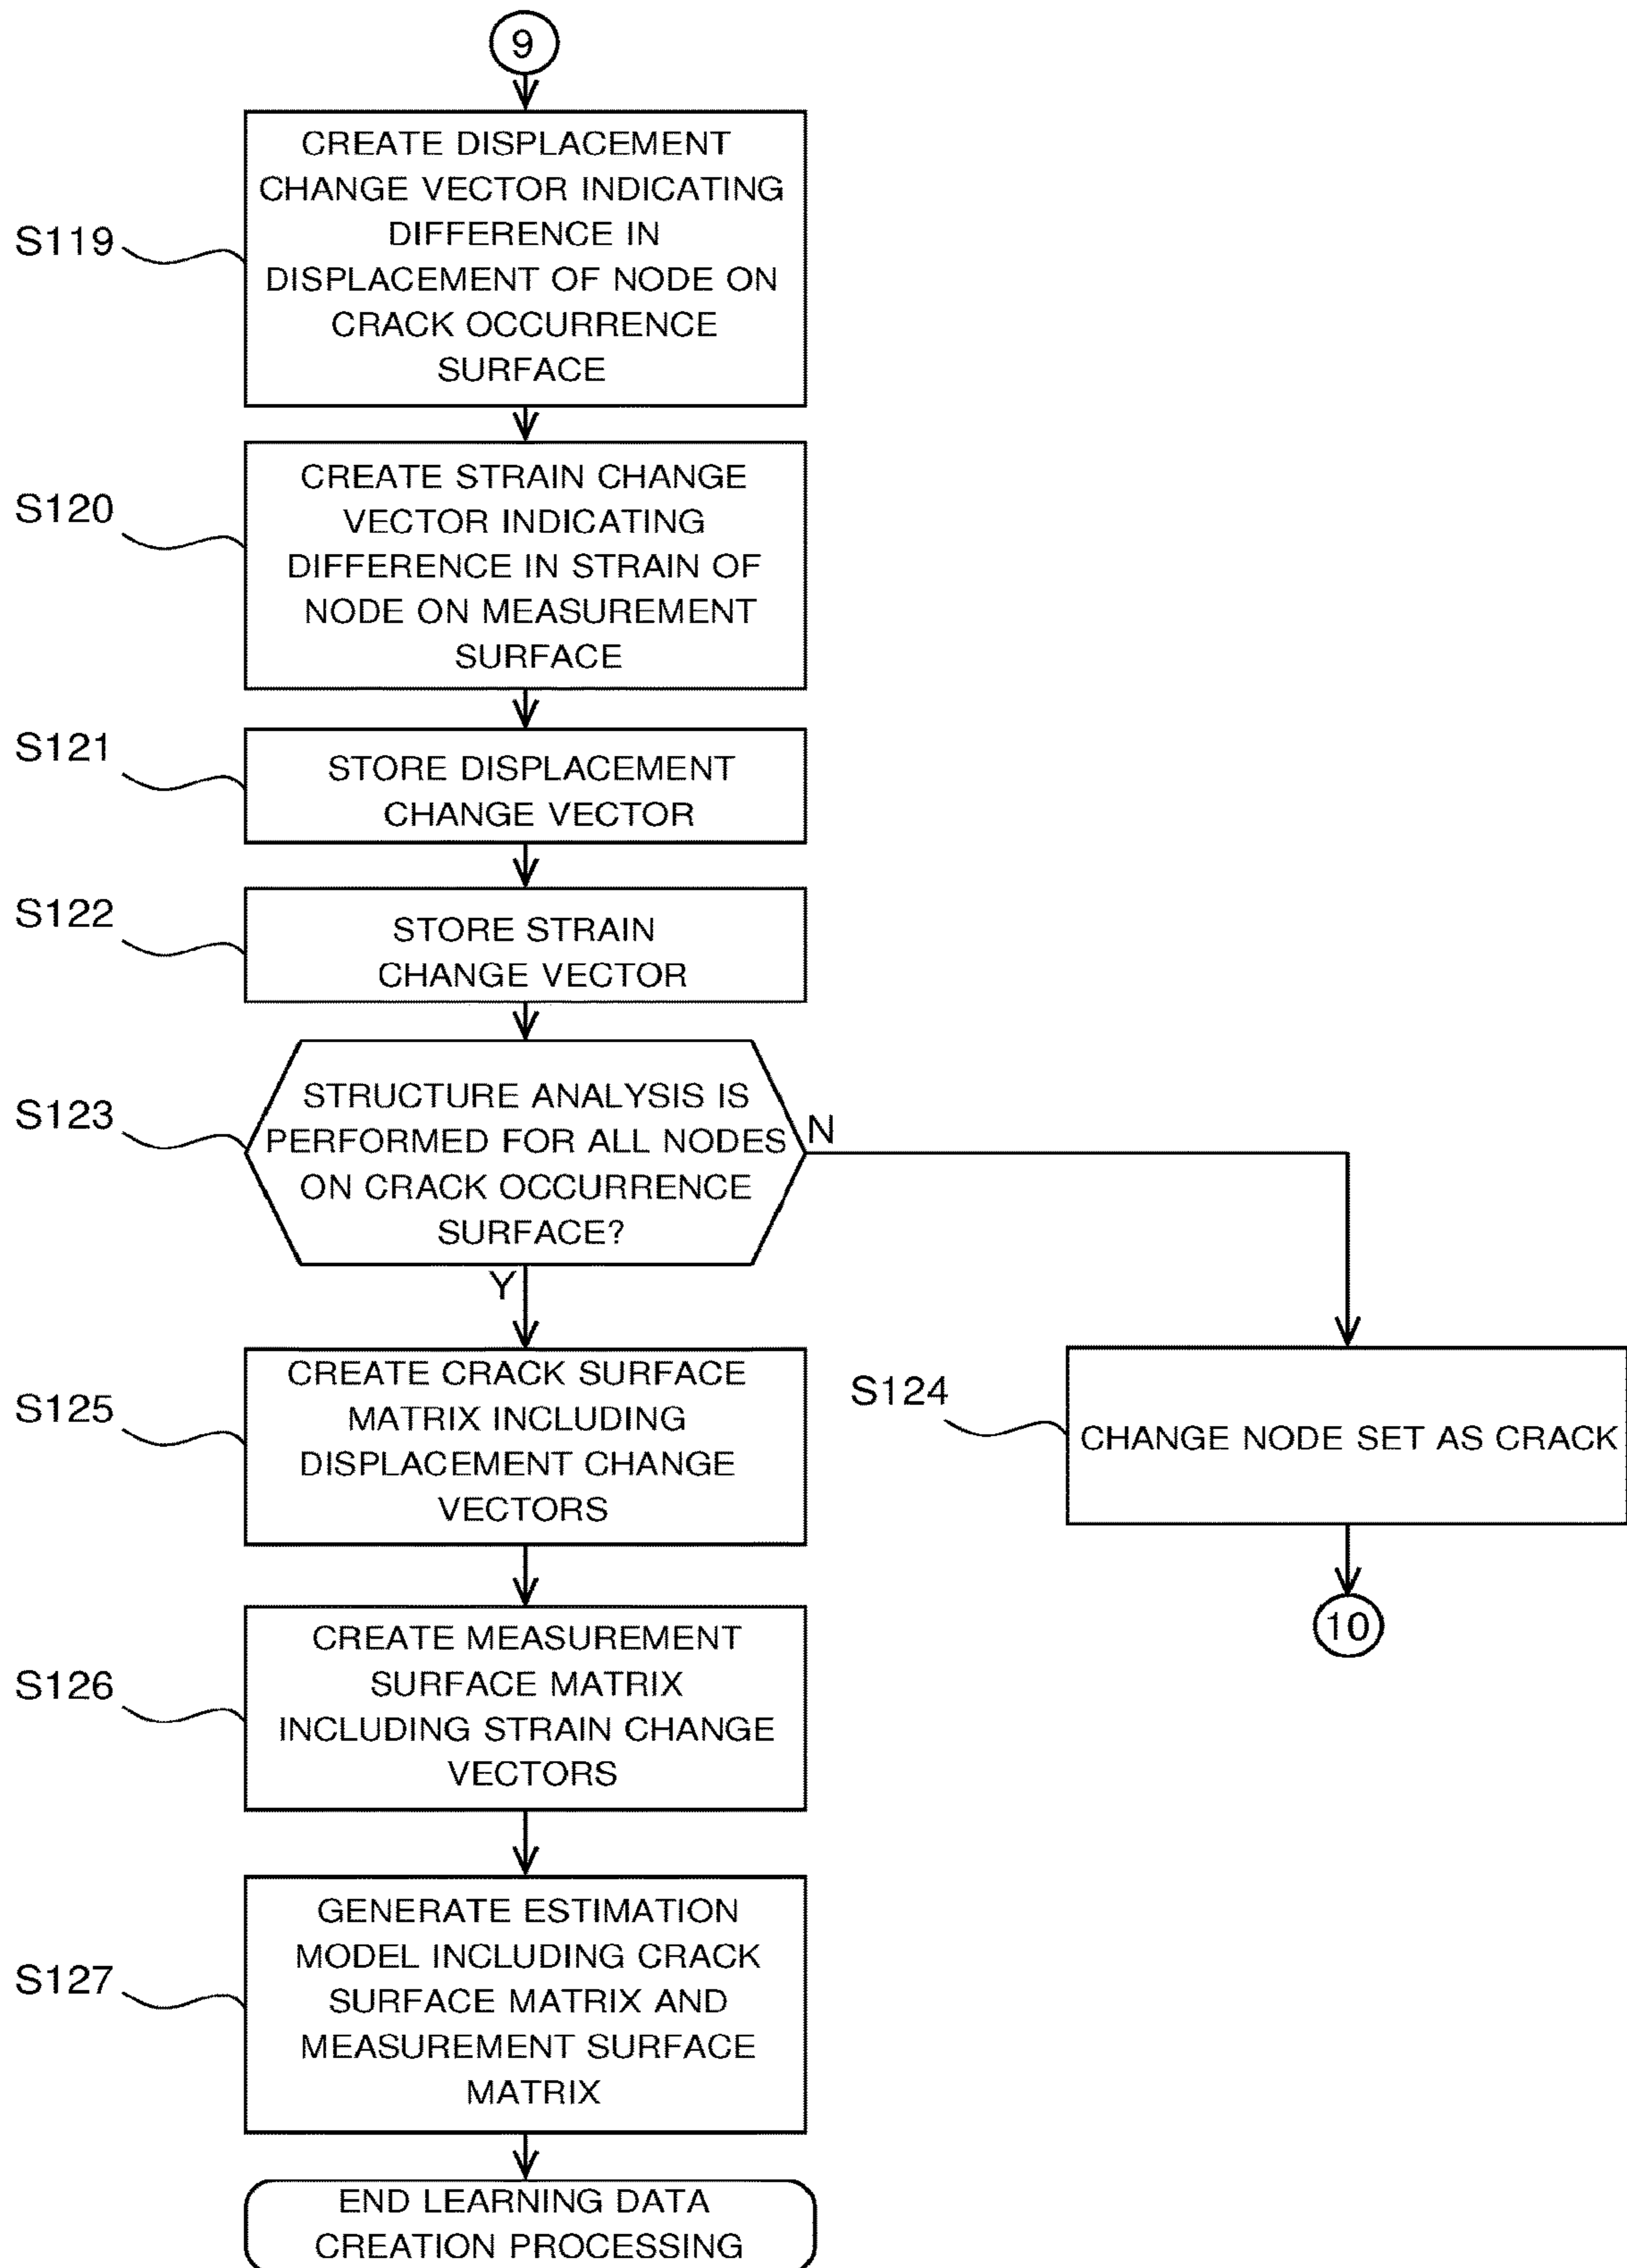 9
S119
CREATE DISPLACEMENT
CHANGE VECTOR INDICATING
DIFFERENCE IN
DISPLACEMENT OF NODE ON
CRACK OCCURRENCE
SURFACE
S120
CREATE STRAIN CHANGE
VECTOR INDICATING
DIFFERENCE IN STRAIN OF
NODE ON MEASUREMENT
SURFACE
S121
STORE DISPLACEMENT
CHANGE VECTOR
S122
STORE STRAIN
CHANGE VECTOR
S123
STRUCTURE ANALYSIS IS
PERFORMED FOR ALL NODES
ON CRACK OCCURRENCE
SURFACE?
N
Y
S124
CHANGE NODE SET AS CRACK
10
S125
CREATE CRACK SURFACE
MATRIX INCLUDING
DISPLACEMENT CHANGE
VECTORS
S126
CREATE MEASUREMENT
SURFACE MATRIX
INCLUDING STRAIN CHANGE
VECTORS
S127
GENERATE ESTIMATION
MODEL INCLUDING CRACK
SURFACE MATRIX AND
MEASUREMENT SURFACE
MATRIX
END LEARNING DATA
CREATION PROCESSING